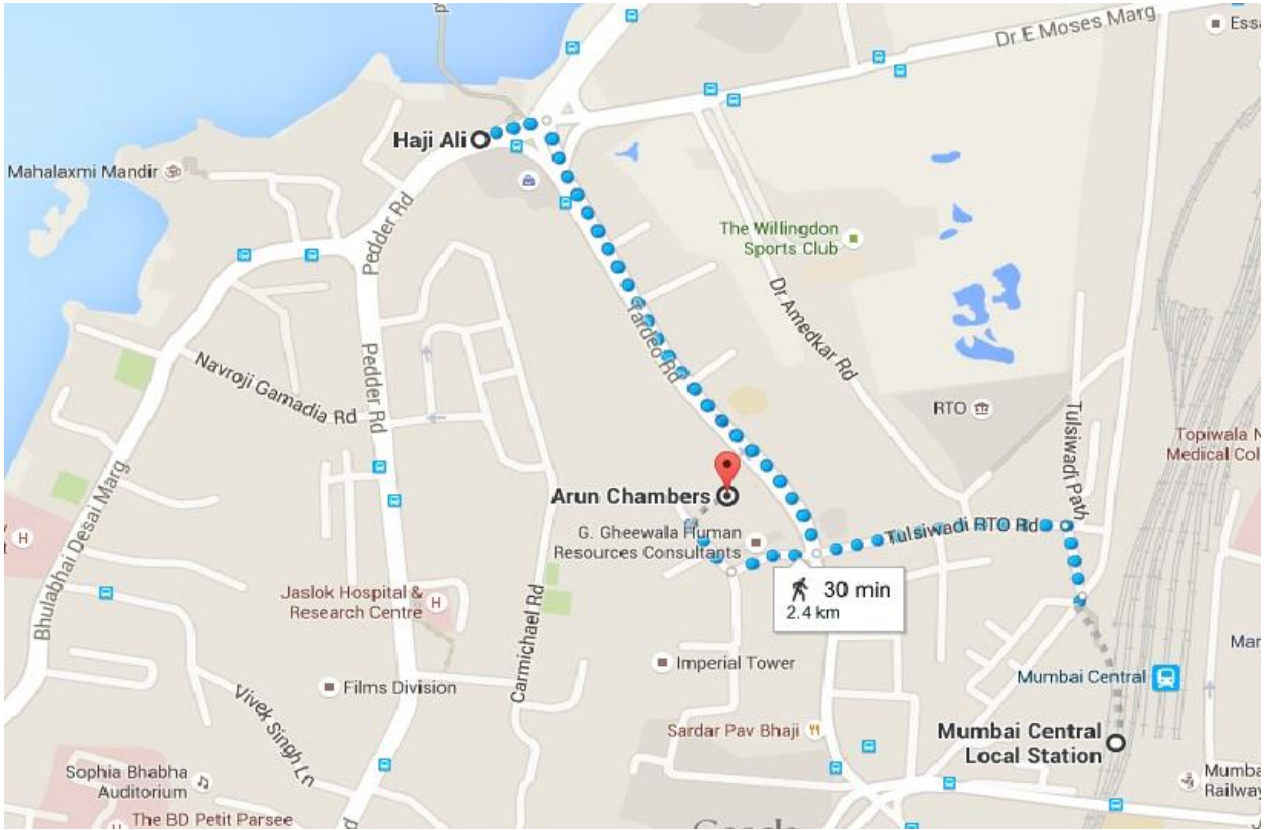 Dr E Moses Marg
Essa
Haji Ali
Mahalaxmi Mandir
Pedder Rd
The Willingdon
Sports Club
Dr Amedkar Rd
Tardeo Rd
Pedder Rd
Navroji Gamadia Rd
RTO
Tulsiwadi Path
Topiwala N
Medical Col
Bhulabhai Desai Marg
Arun Chambers
G. Gheewala Human
Resources Consultants
Tulsiwadi RTO Rd
H
30 min
2.4 km
Jaslok Hospital &
Research Centre
H
Carmichael Rd
Imperial Tower
Films Division
Mumbai Central
Mar
Vivek Singh Ln
Sardar Pav Bhaji
Mumbai Central
Local Station
Sophia Bhabha
Auditorium
Mumba
Railway
The BD Petit Parsee
H
Google